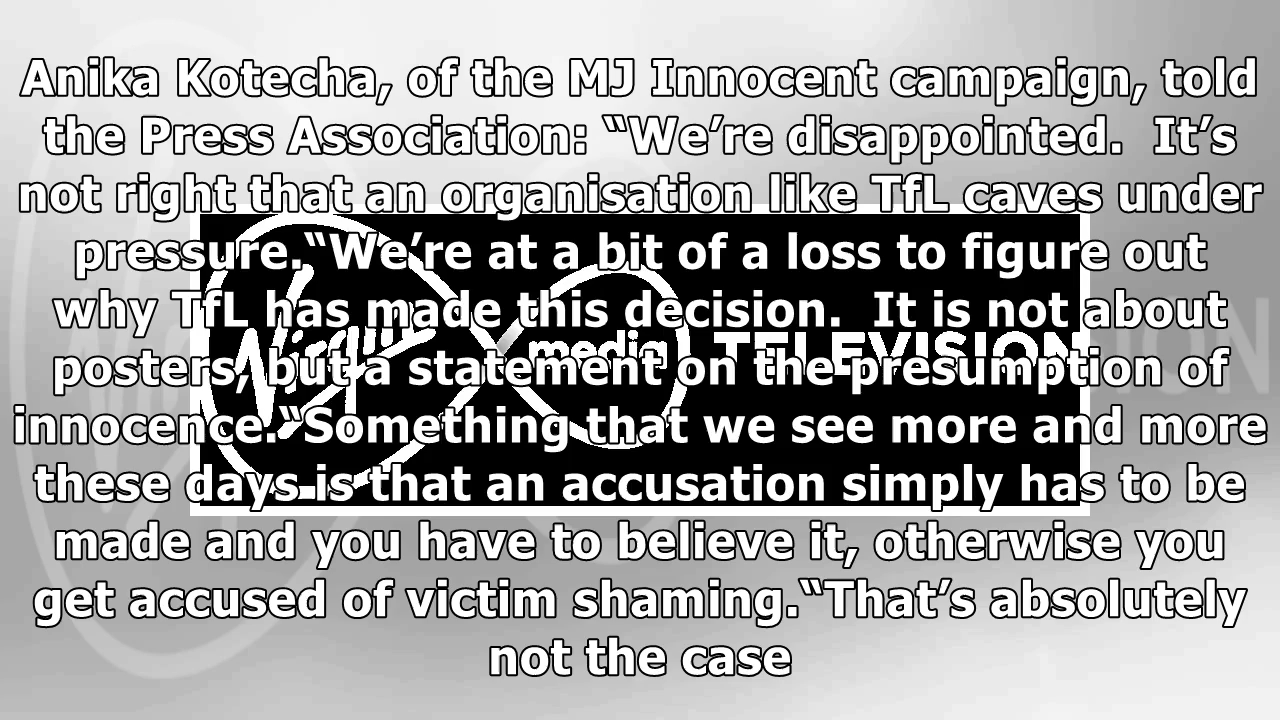 Anika Kotecha, of the MJ Innocent campaign, told
the Press Association: “We’re disappointed.  It’s
not right that an organisation like TfL caves under
pressure.“We’re at a bit of a loss to figure out
why TfL has made this decision.  It is not about
posters, but a statement on the presumption of
innocence.“Something that we see more and more
these days is that an accusation simply has to be
made and you have to believe it, otherwise you
get accused of victim shaming.“That’s absolutely
not the case
Virgin media TELEVISION